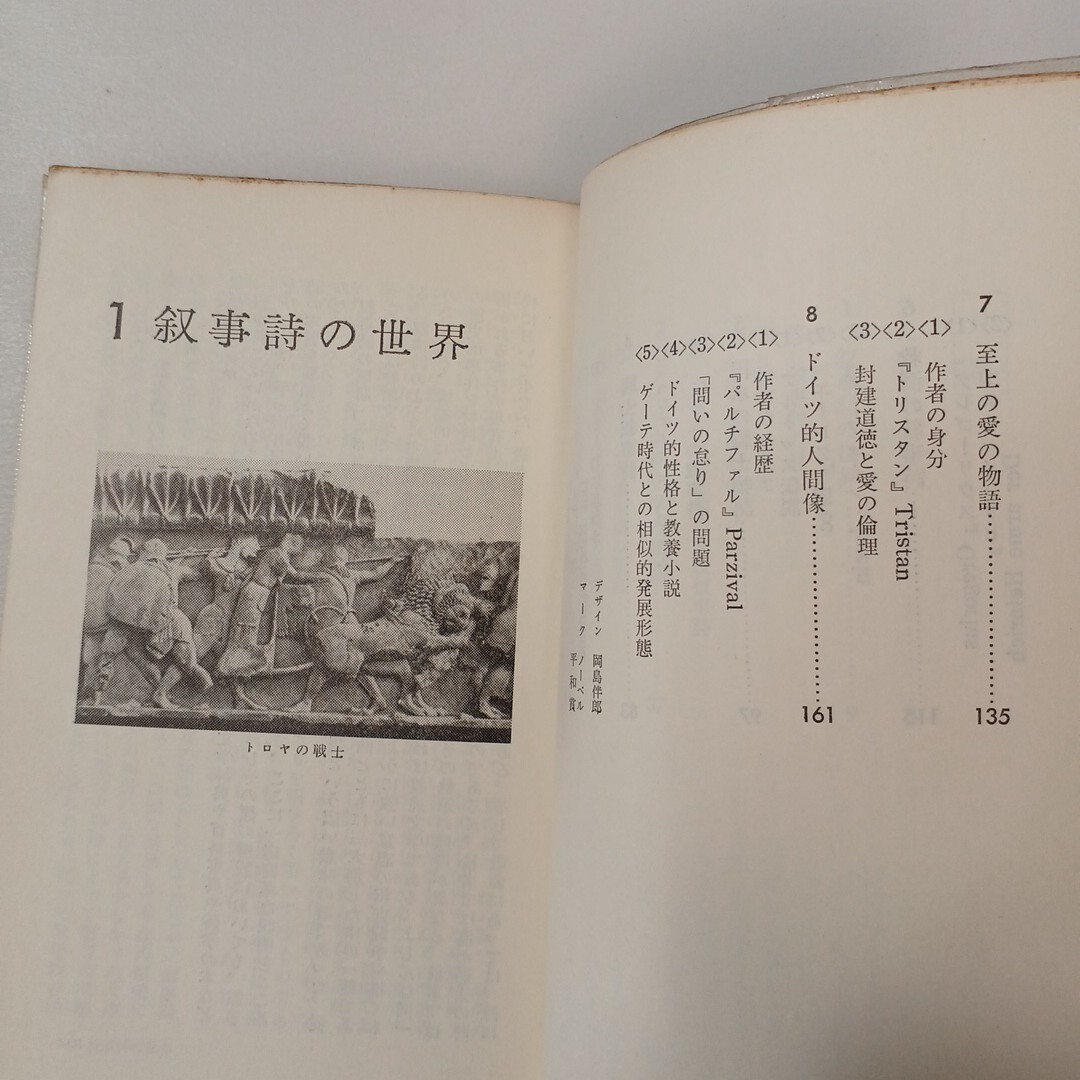 7 至上の愛の物語……………………135
〈1〉 作者の身分
〈2〉 『トリスタン』 Tristan
〈3〉 封建道徳と愛の倫理
8 ドイツ的人間像……………………161
〈1〉 作者の経歴
〈2〉 『パルチファル』 Parzival
〈3〉 「問いの怠り」の問題
〈4〉 ドイツ的性格と教養小説
〈5〉 ゲーテ時代との相似的発展形態
デザイン 岡島伴郎
マーク ノーベル平和賞
1 叙事詩の世界
トロヤの戦士